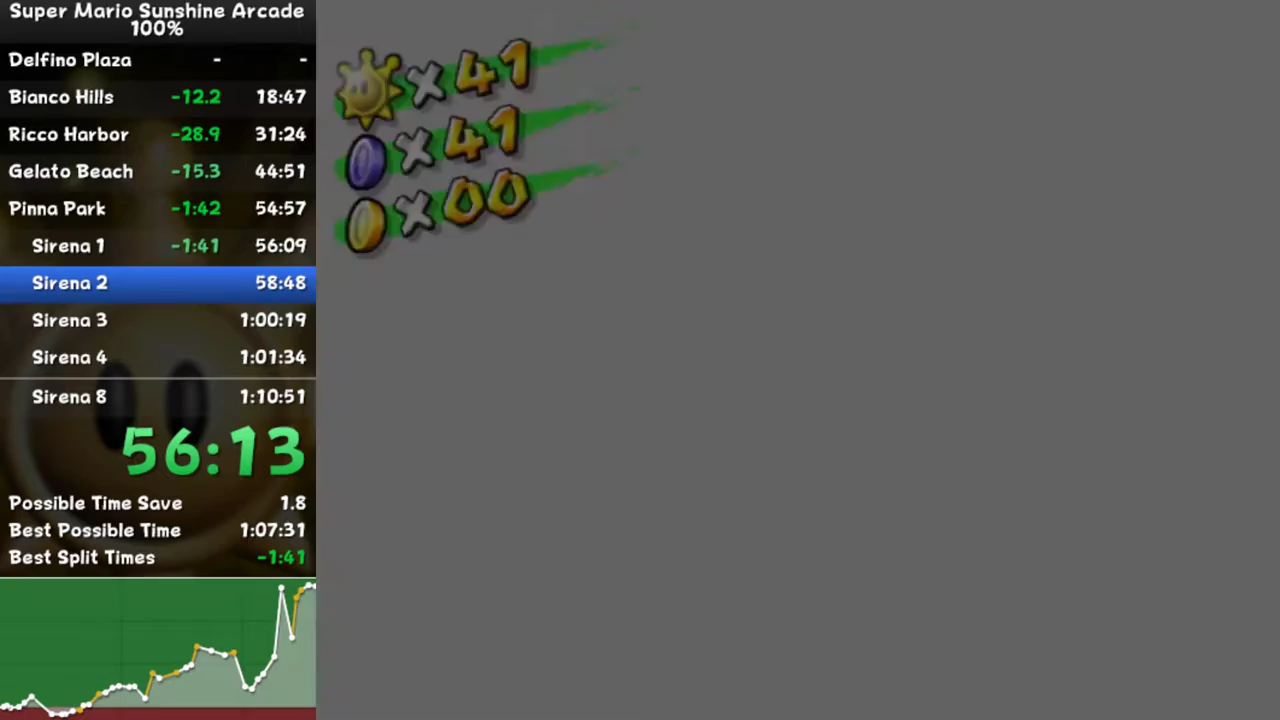 Super Mario Sunshine Arcade
100%
Delfino Plaza - -
Bianco Hills -12.2 18:47
Ricco Harbor -28.9 31:24
Gelato Beach -15.3 44:51
Pinna Park -1:42 54:57
Sirena 1 -1:41 56:09
Sirena 2 58:48
Sirena 3 1:00:19
Sirena 4 1:01:34
Sirena 8 1:10:51
56:13
Possible Time Save 1.8
Best Possible Time 1:07:31
Best Split Times -1:41
×41
×41
×00